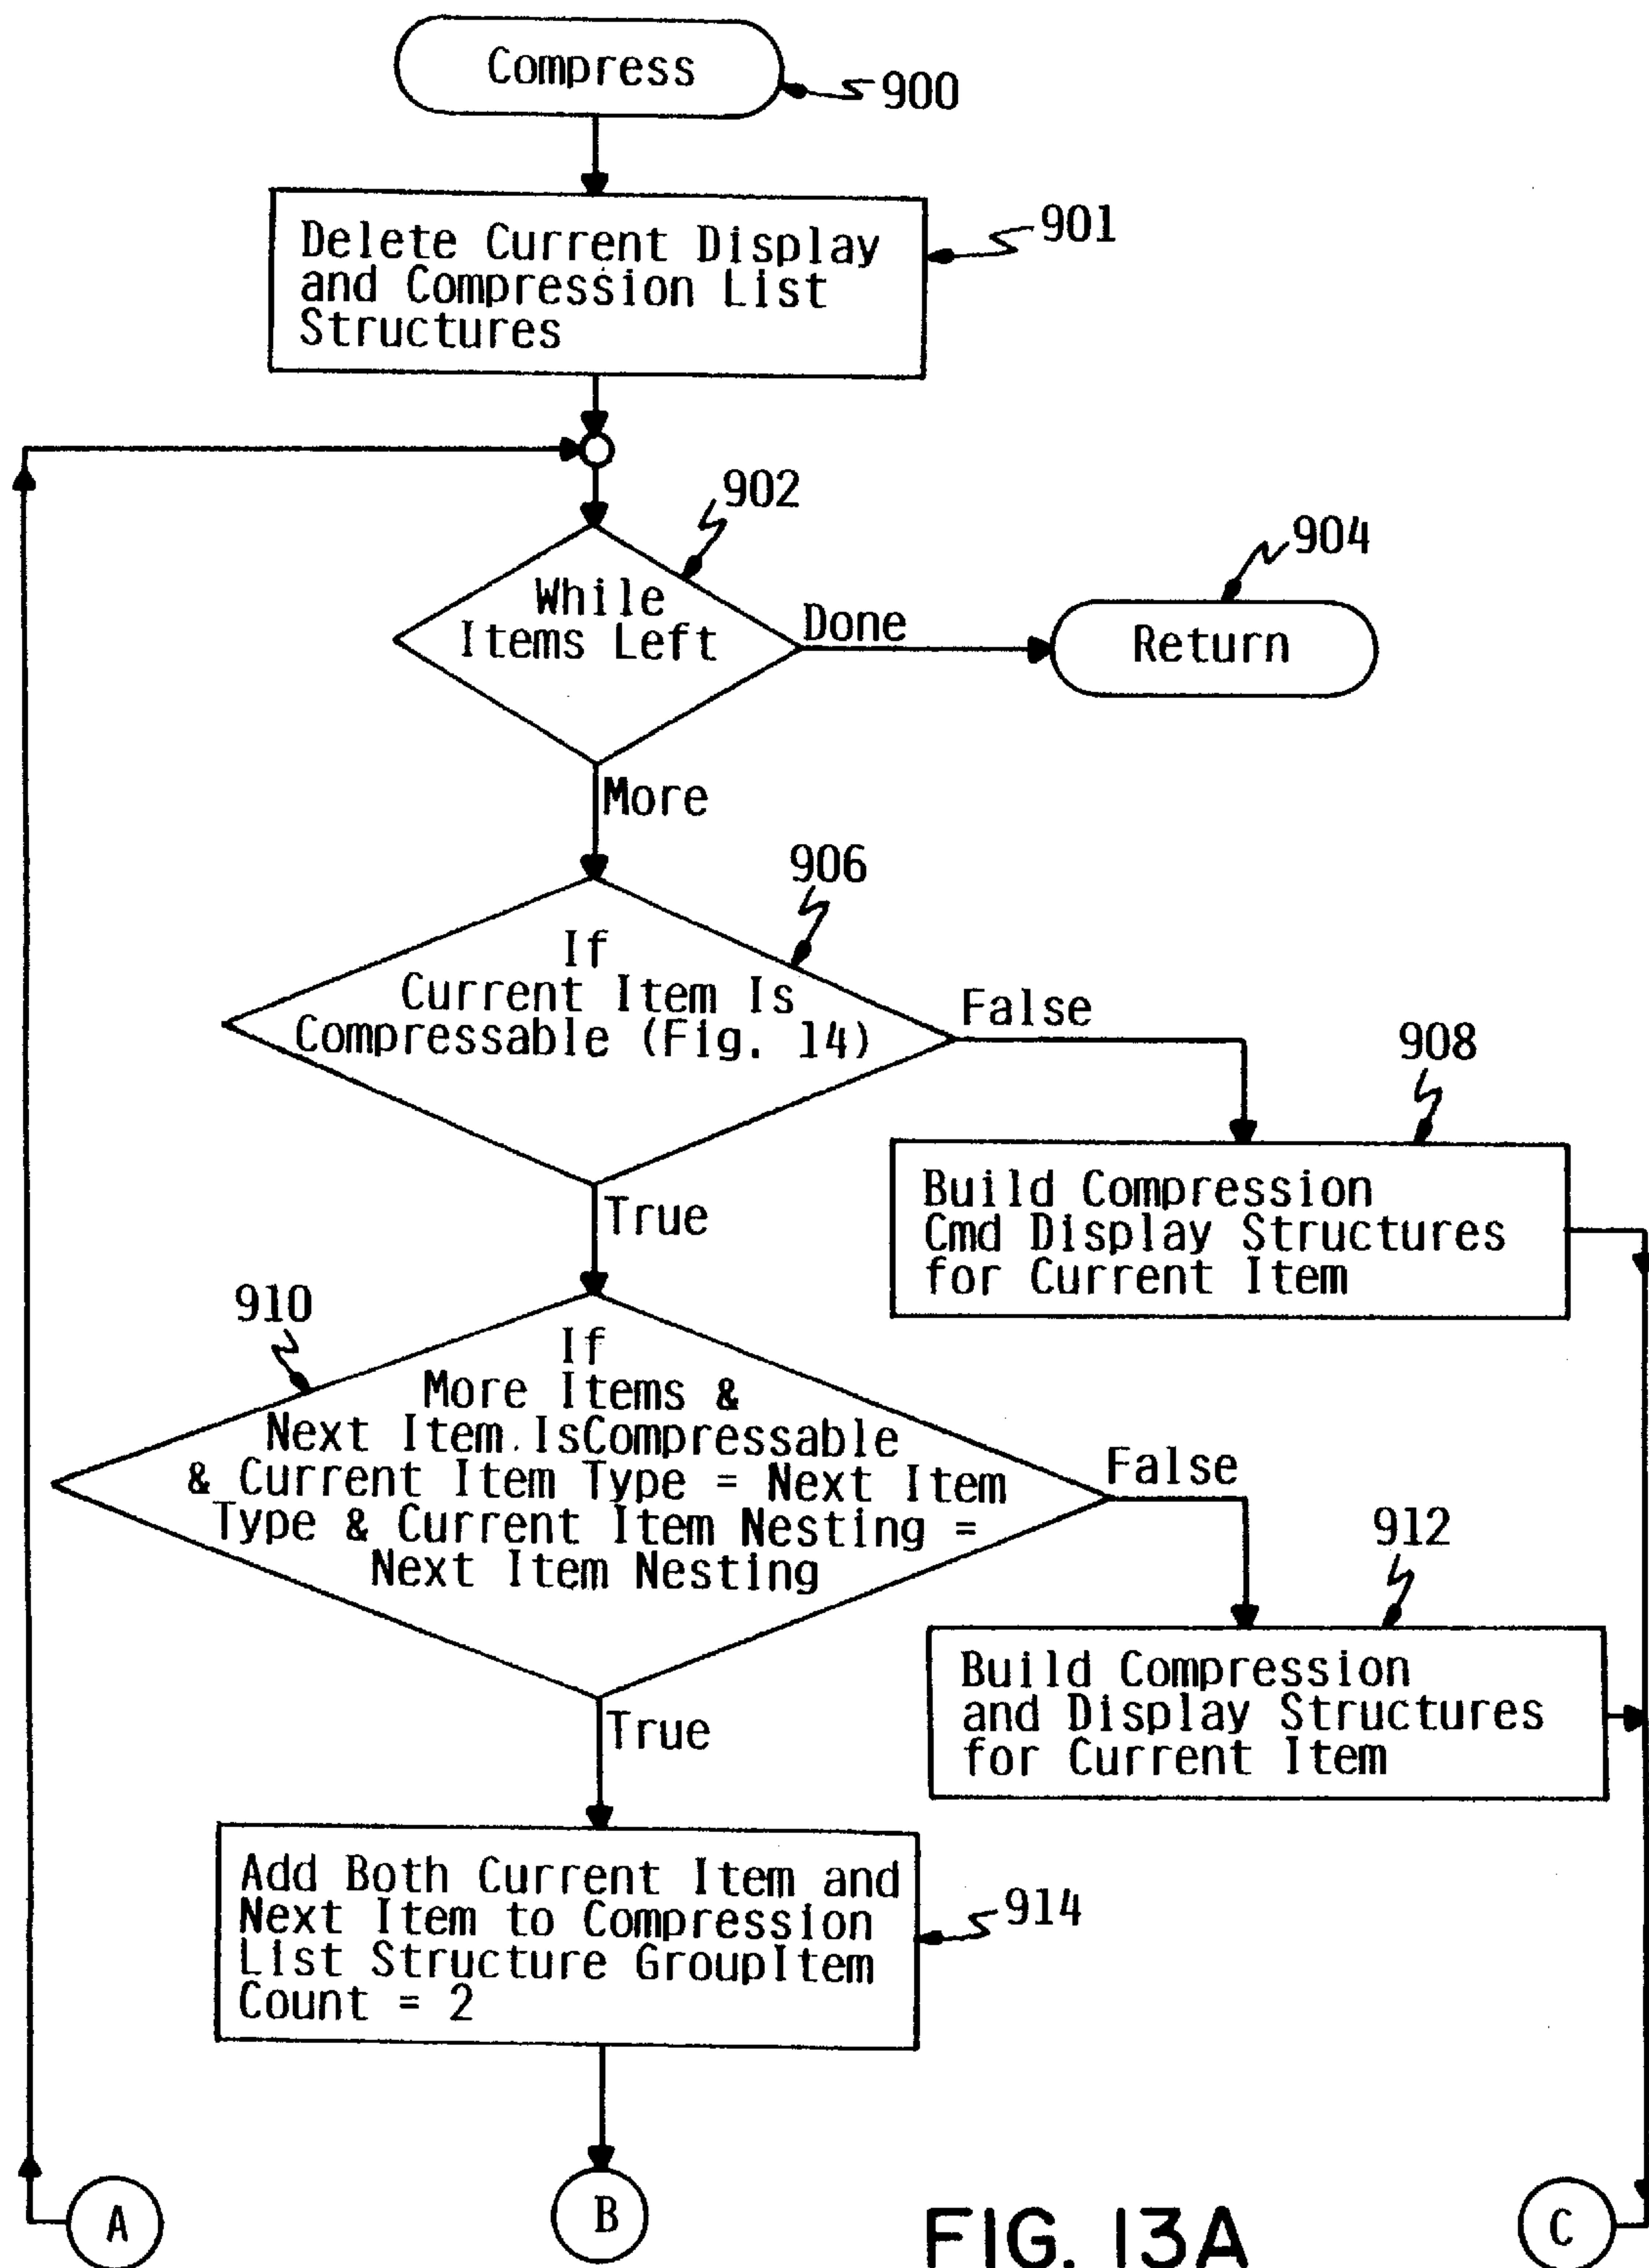 Compress
900
Delete Current Display
and Compression List
Structures
901
902
While
Items Left
Done
904
Return
More
906
If
Current Item Is
Compressable (Fig. 14)
False
908
Build Compression
Cmd Display Structures
for Current Item
True
910
If
More Items &
Next Item.IsCompressable
& Current Item Type = Next Item
Type & Current Item Nesting =
Next Item Nesting
False
912
Build Compression
and Display Structures
for Current Item
True
Add Both Current Item and
Next Item to Compression
List Structure GroupItem
Count = 2
914
A
B
C
FIG. 13A